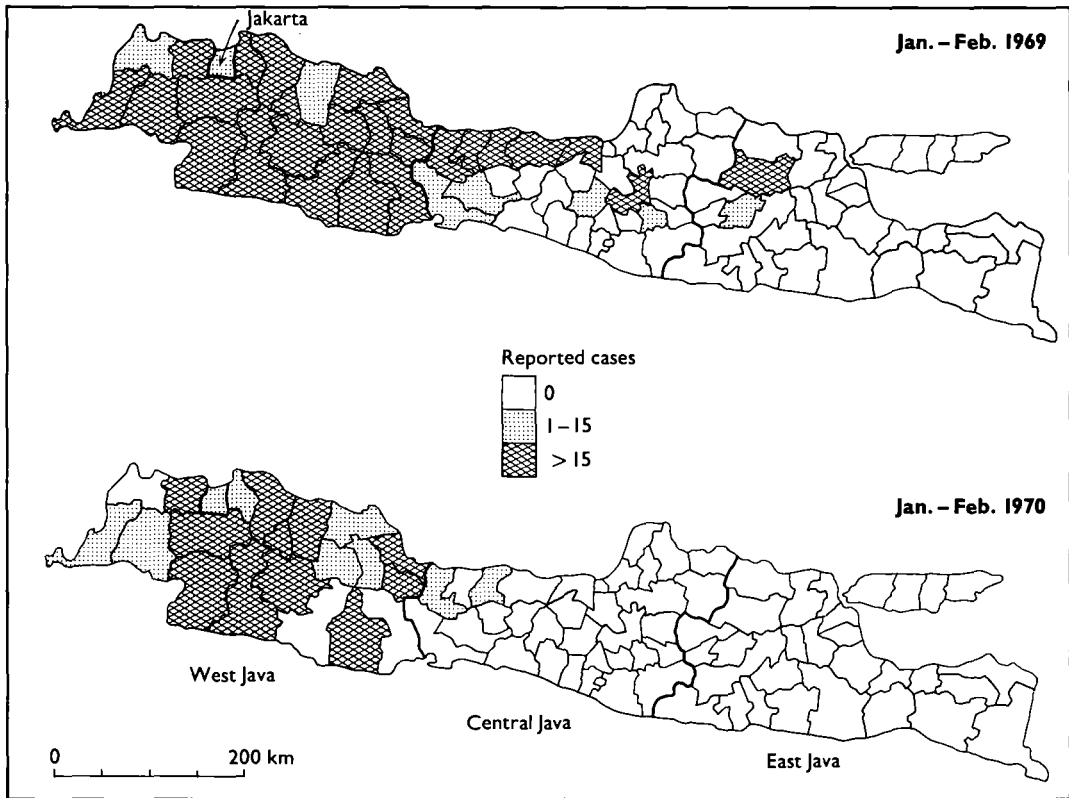 Jakarta
Jan. – Feb. 1969
Reported cases
0
1–15
> 15
Jan. – Feb. 1970
West Java
Central Java
East Java
0 200 km